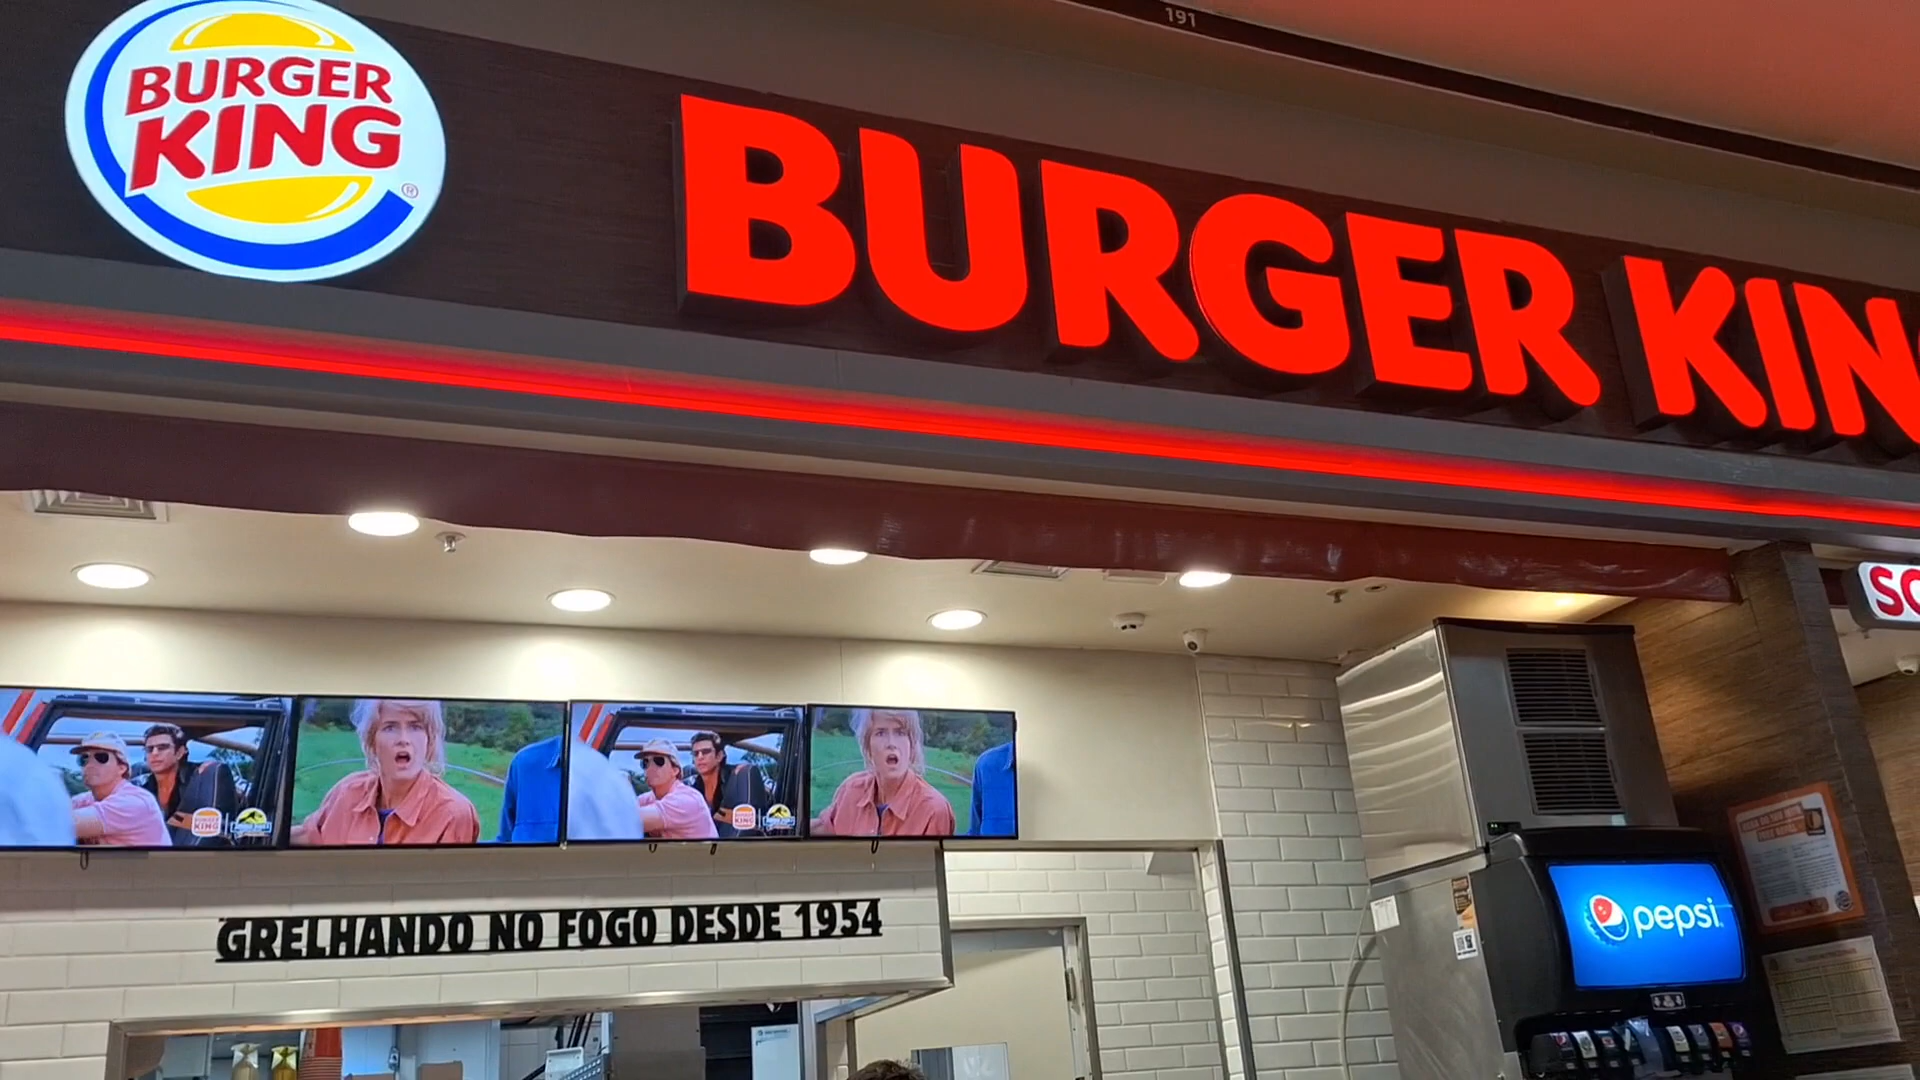 191
BURGER
KING
®
BURGER KIN
SO
BURGER
KING
BURGER
KING
GRELHANDO NO FOGO DESDE 1954
pepsi